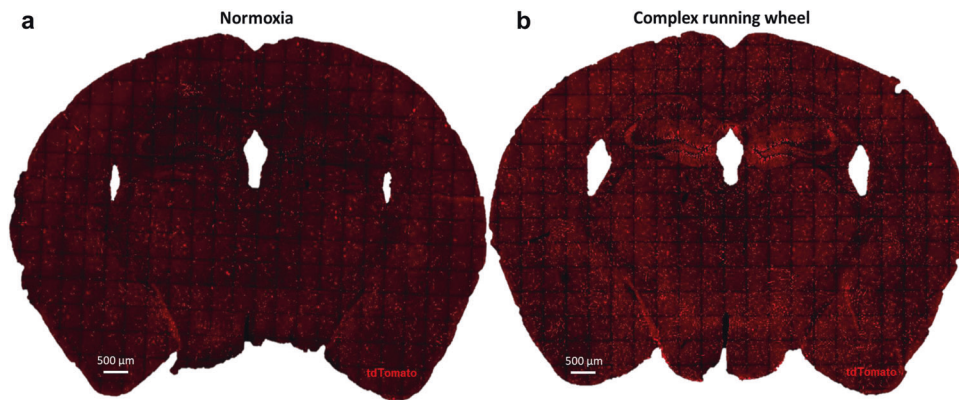 a
Normoxia
b
Complex running wheel
500 µm
tdTomato
500 µm
tdTomato